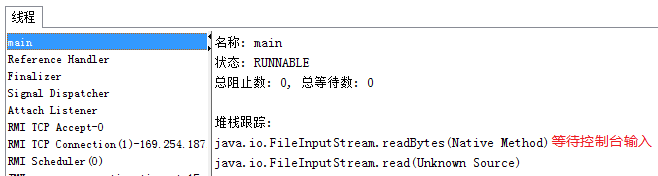 线程
main
Reference Handler
Finalizer
Signal Dispatcher
Attach Listener
RMI TCP Accept-0
RMI TCP Connection(1)-169.254.187
RMI Scheduler(0)
名称: main
状态: RUNNABLE
总阻止数: 0, 总等待数: 0
堆栈跟踪:
java.io.FileInputStream.readBytes(Native Method) 等待控制台输入
java.io.FileInputStream.read(Unknown Source)